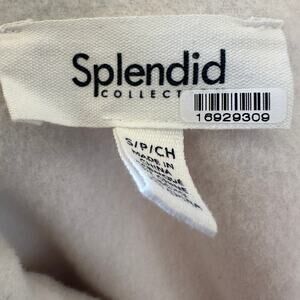 Splendid
COLLECT
16929309
S/P/CH
MADE IN
CHINA